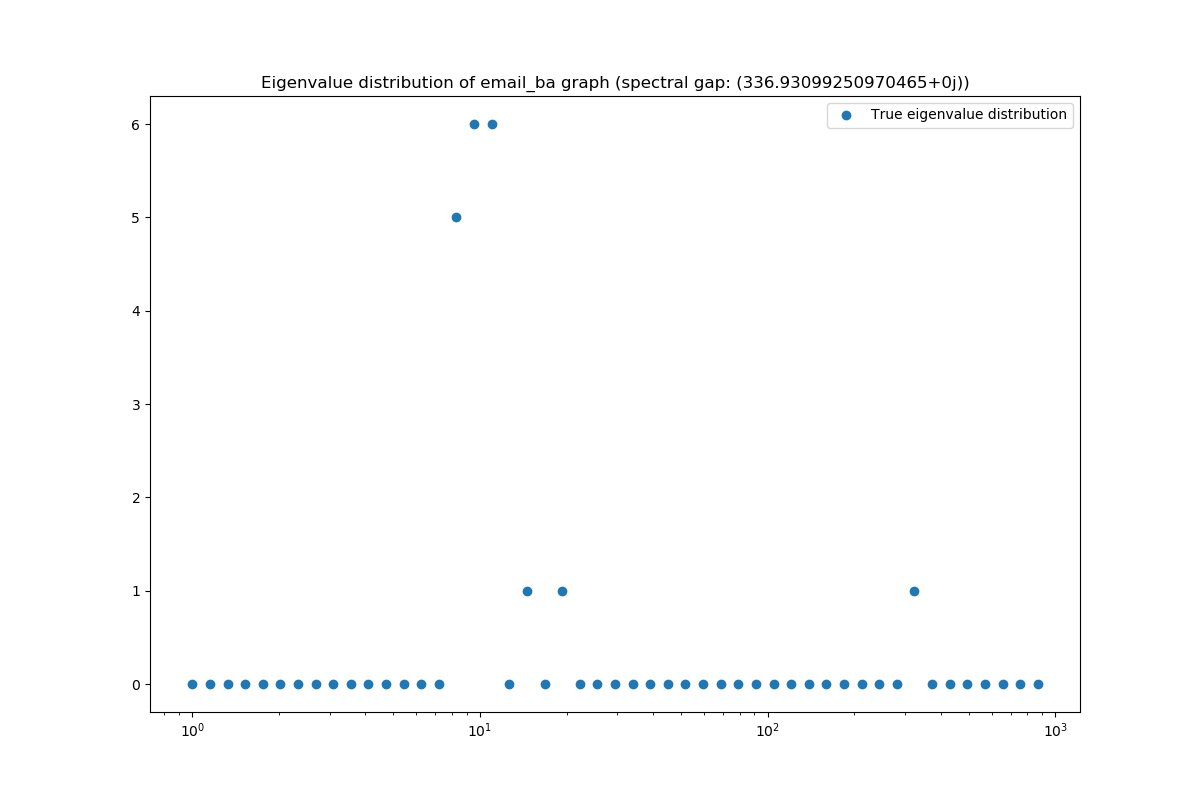 Eigenvalue distribution of email_ba graph (spectral gap: (336.93099250970465+0j))
True eigenvalue distribution
6
5
4
3
2
1
0
10⁰ 10¹ 10² 10³